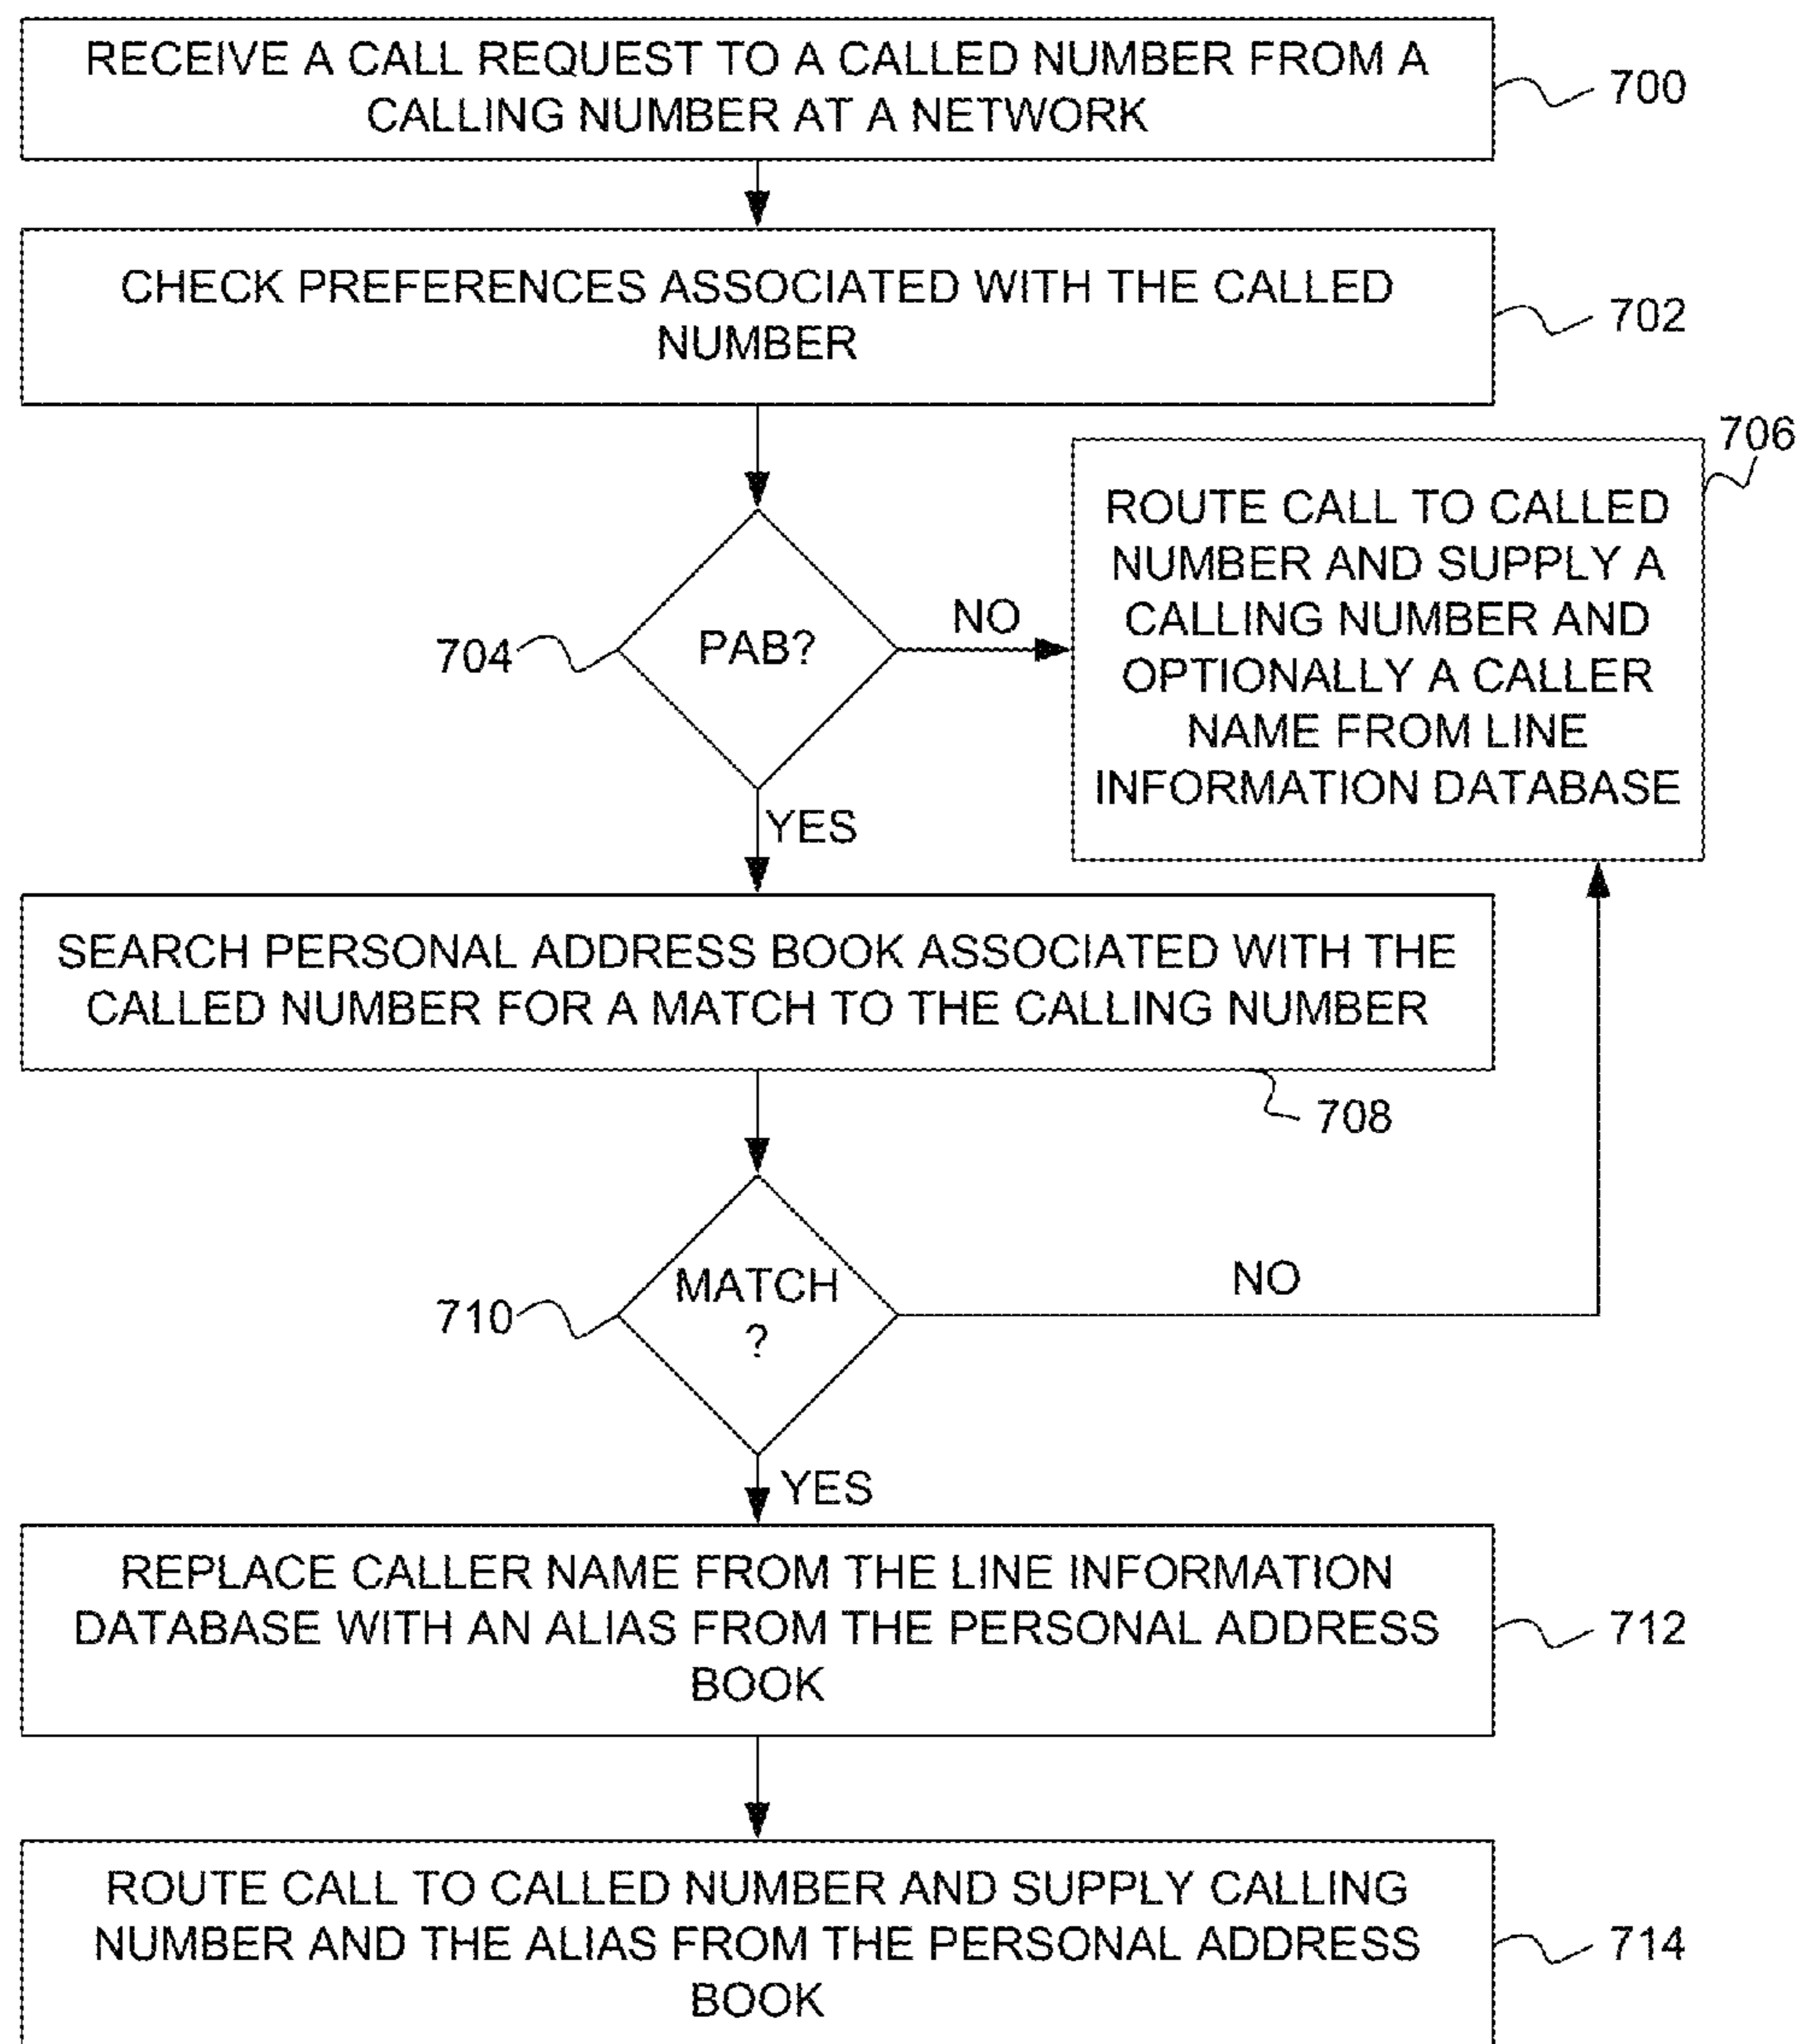 RECEIVE A CALL REQUEST TO A CALLED NUMBER FROM A
CALLING NUMBER AT A NETWORK
700
CHECK PREFERENCES ASSOCIATED WITH THE CALLED
NUMBER
702
706
ROUTE CALL TO CALLED
NUMBER AND SUPPLY A
CALLING NUMBER AND
OPTIONALLY A CALLER
NAME FROM LINE
INFORMATION DATABASE
704
PAB?
NO
YES
SEARCH PERSONAL ADDRESS BOOK ASSOCIATED WITH THE
CALLED NUMBER FOR A MATCH TO THE CALLING NUMBER
708
710
MATCH
?
NO
YES
REPLACE CALLER NAME FROM THE LINE INFORMATION
DATABASE WITH AN ALIAS FROM THE PERSONAL ADDRESS
BOOK
712
ROUTE CALL TO CALLED NUMBER AND SUPPLY CALLING
NUMBER AND THE ALIAS FROM THE PERSONAL ADDRESS
BOOK
714